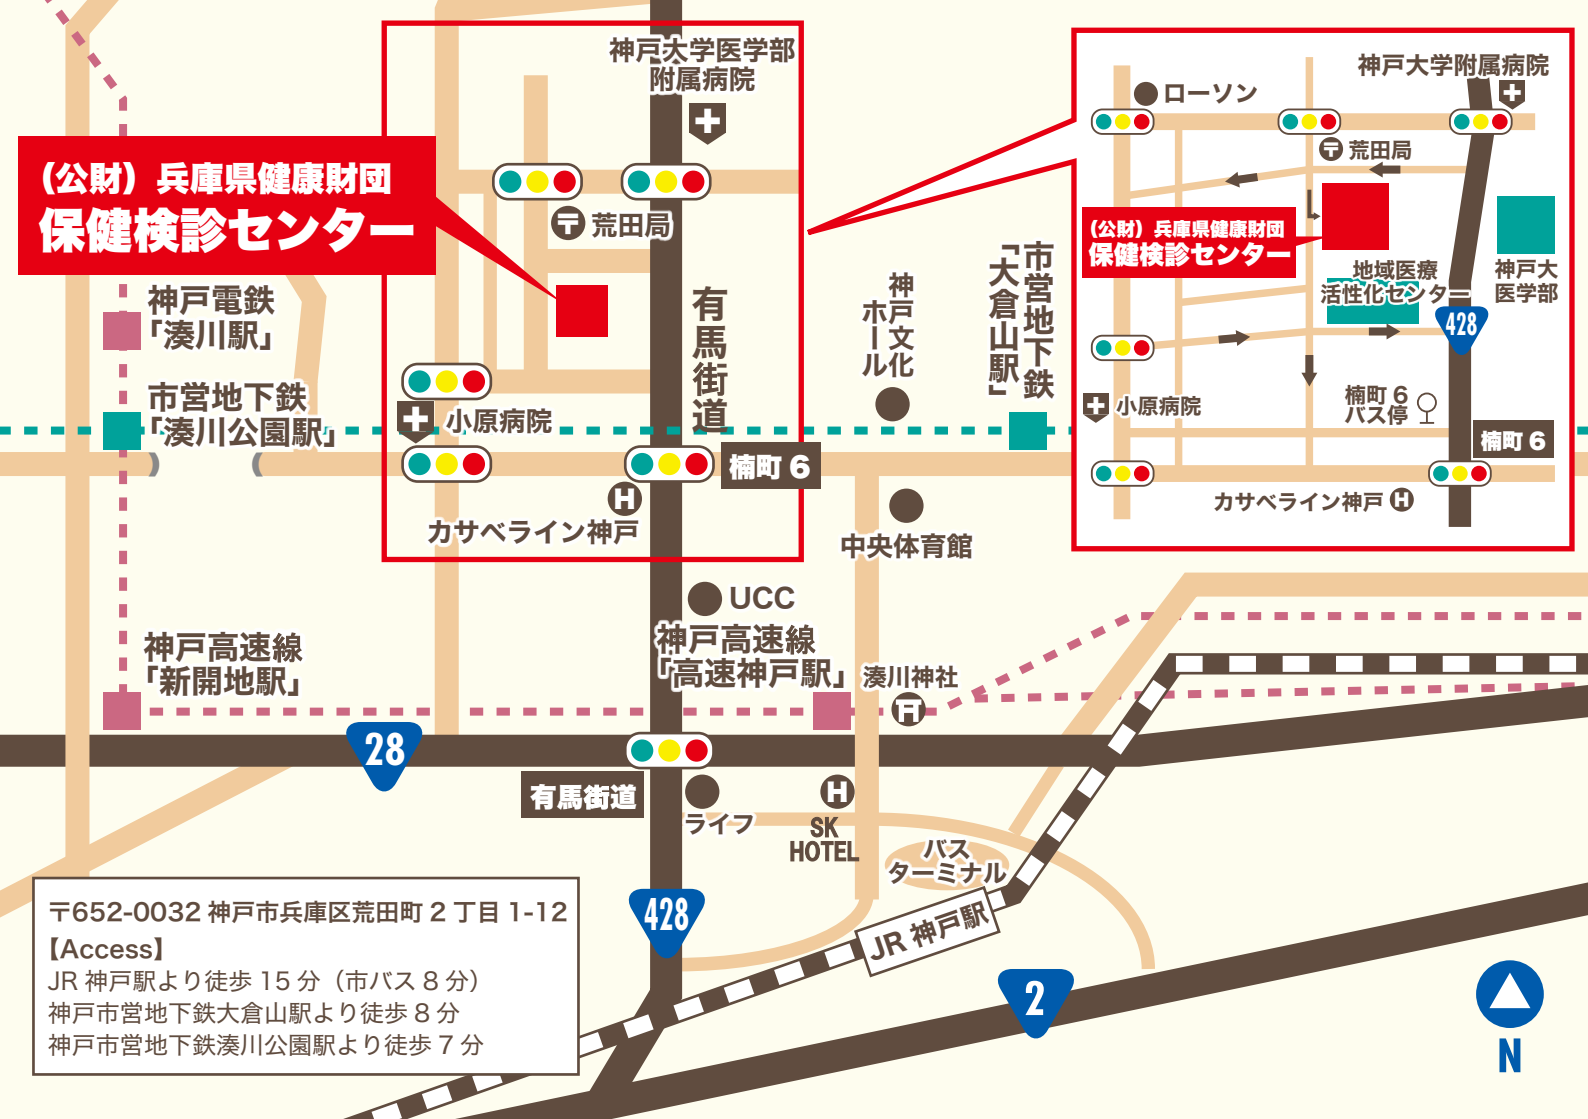 神戸大学医学部
附属病院
(公財)兵庫県健康財団
保健検診センター
荒田局
神戸電鉄
「湊川駅」
市営地下鉄
「湊川公園駅」
小原病院
有馬街道
楠町 6
カサベライン神戸
H
神戸文化
ホール
市営地下鉄
「大倉山駅」
中央体育館
UCC
神戸高速線
「新開地駅」
神戸高速線
「高速神戸駅」
湊川神社
28
有馬街道
ライフ
H
SK
HOTEL
バス
ターミナル
428
JR 神戸駅
2
N
〒652-0032 神戸市兵庫区荒田町 2 丁目 1-12
【Access】
JR 神戸駅より徒歩 15 分（市バス 8 分）
神戸市営地下鉄大倉山駅より徒歩 8 分
神戸市営地下鉄湊川公園駅より徒歩 7 分
神戸大学附属病院
ローソン
荒田局
(公財)兵庫県健康財団
保健検診センター
地域医療
活性化センター
神戸大
医学部
428
楠町 6
バス停
小原病院
楠町 6
カサベライン神戸
H